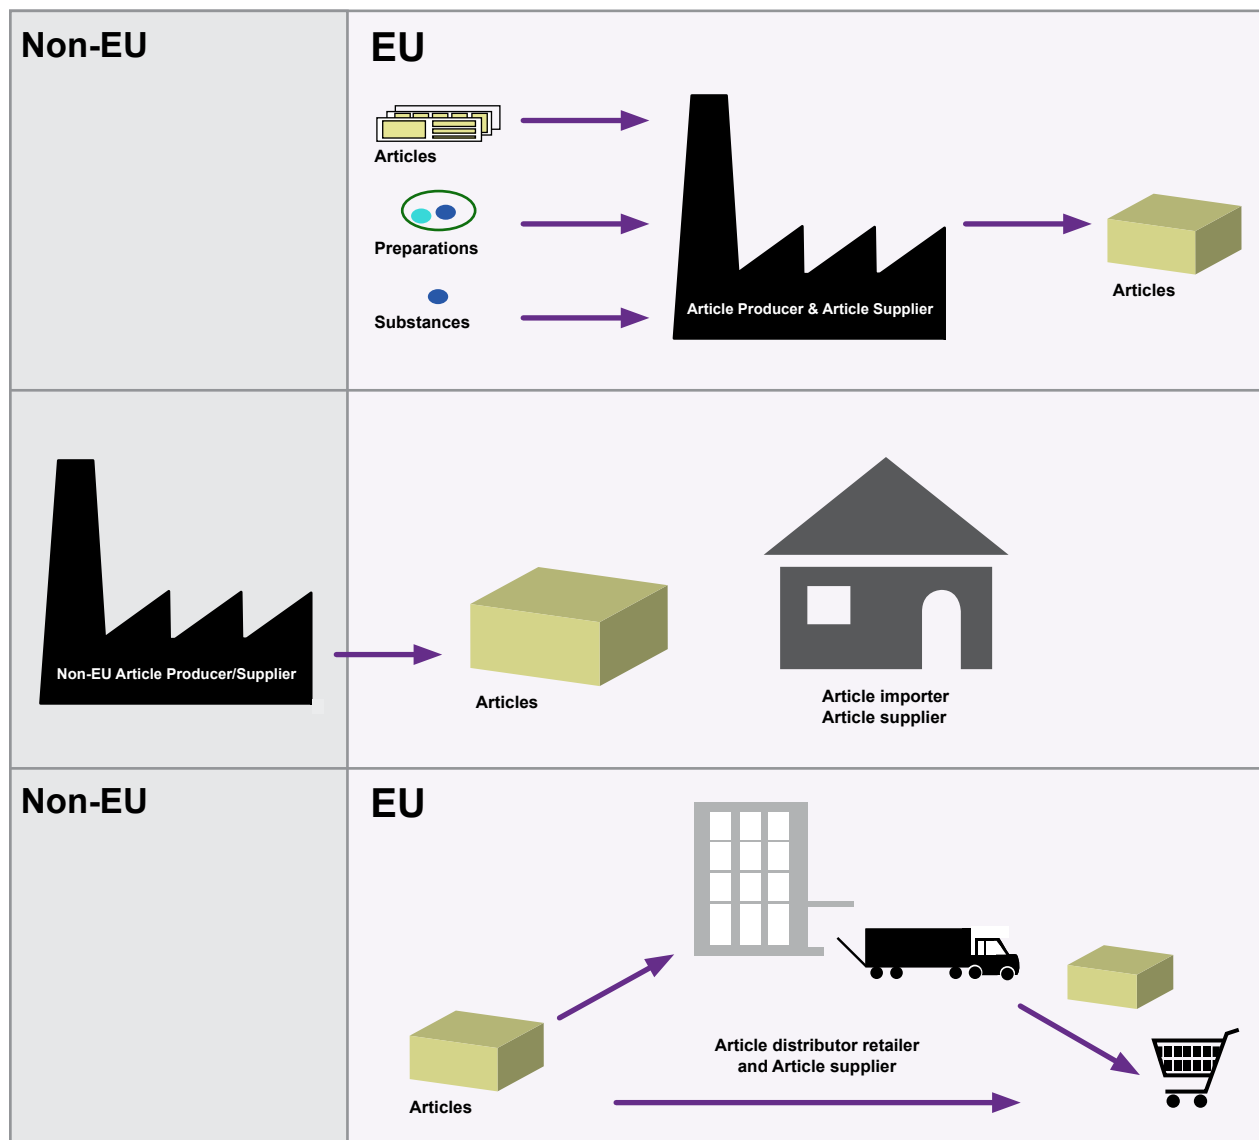 Non-EU
EU
Articles
Preparations
Substances
Article Producer & Article Supplier
Articles
Non-EU Article Producer/Supplier
Articles
Article importer
Article supplier
Non-EU
EU
Article distributor retailer
and Article supplier
Articles